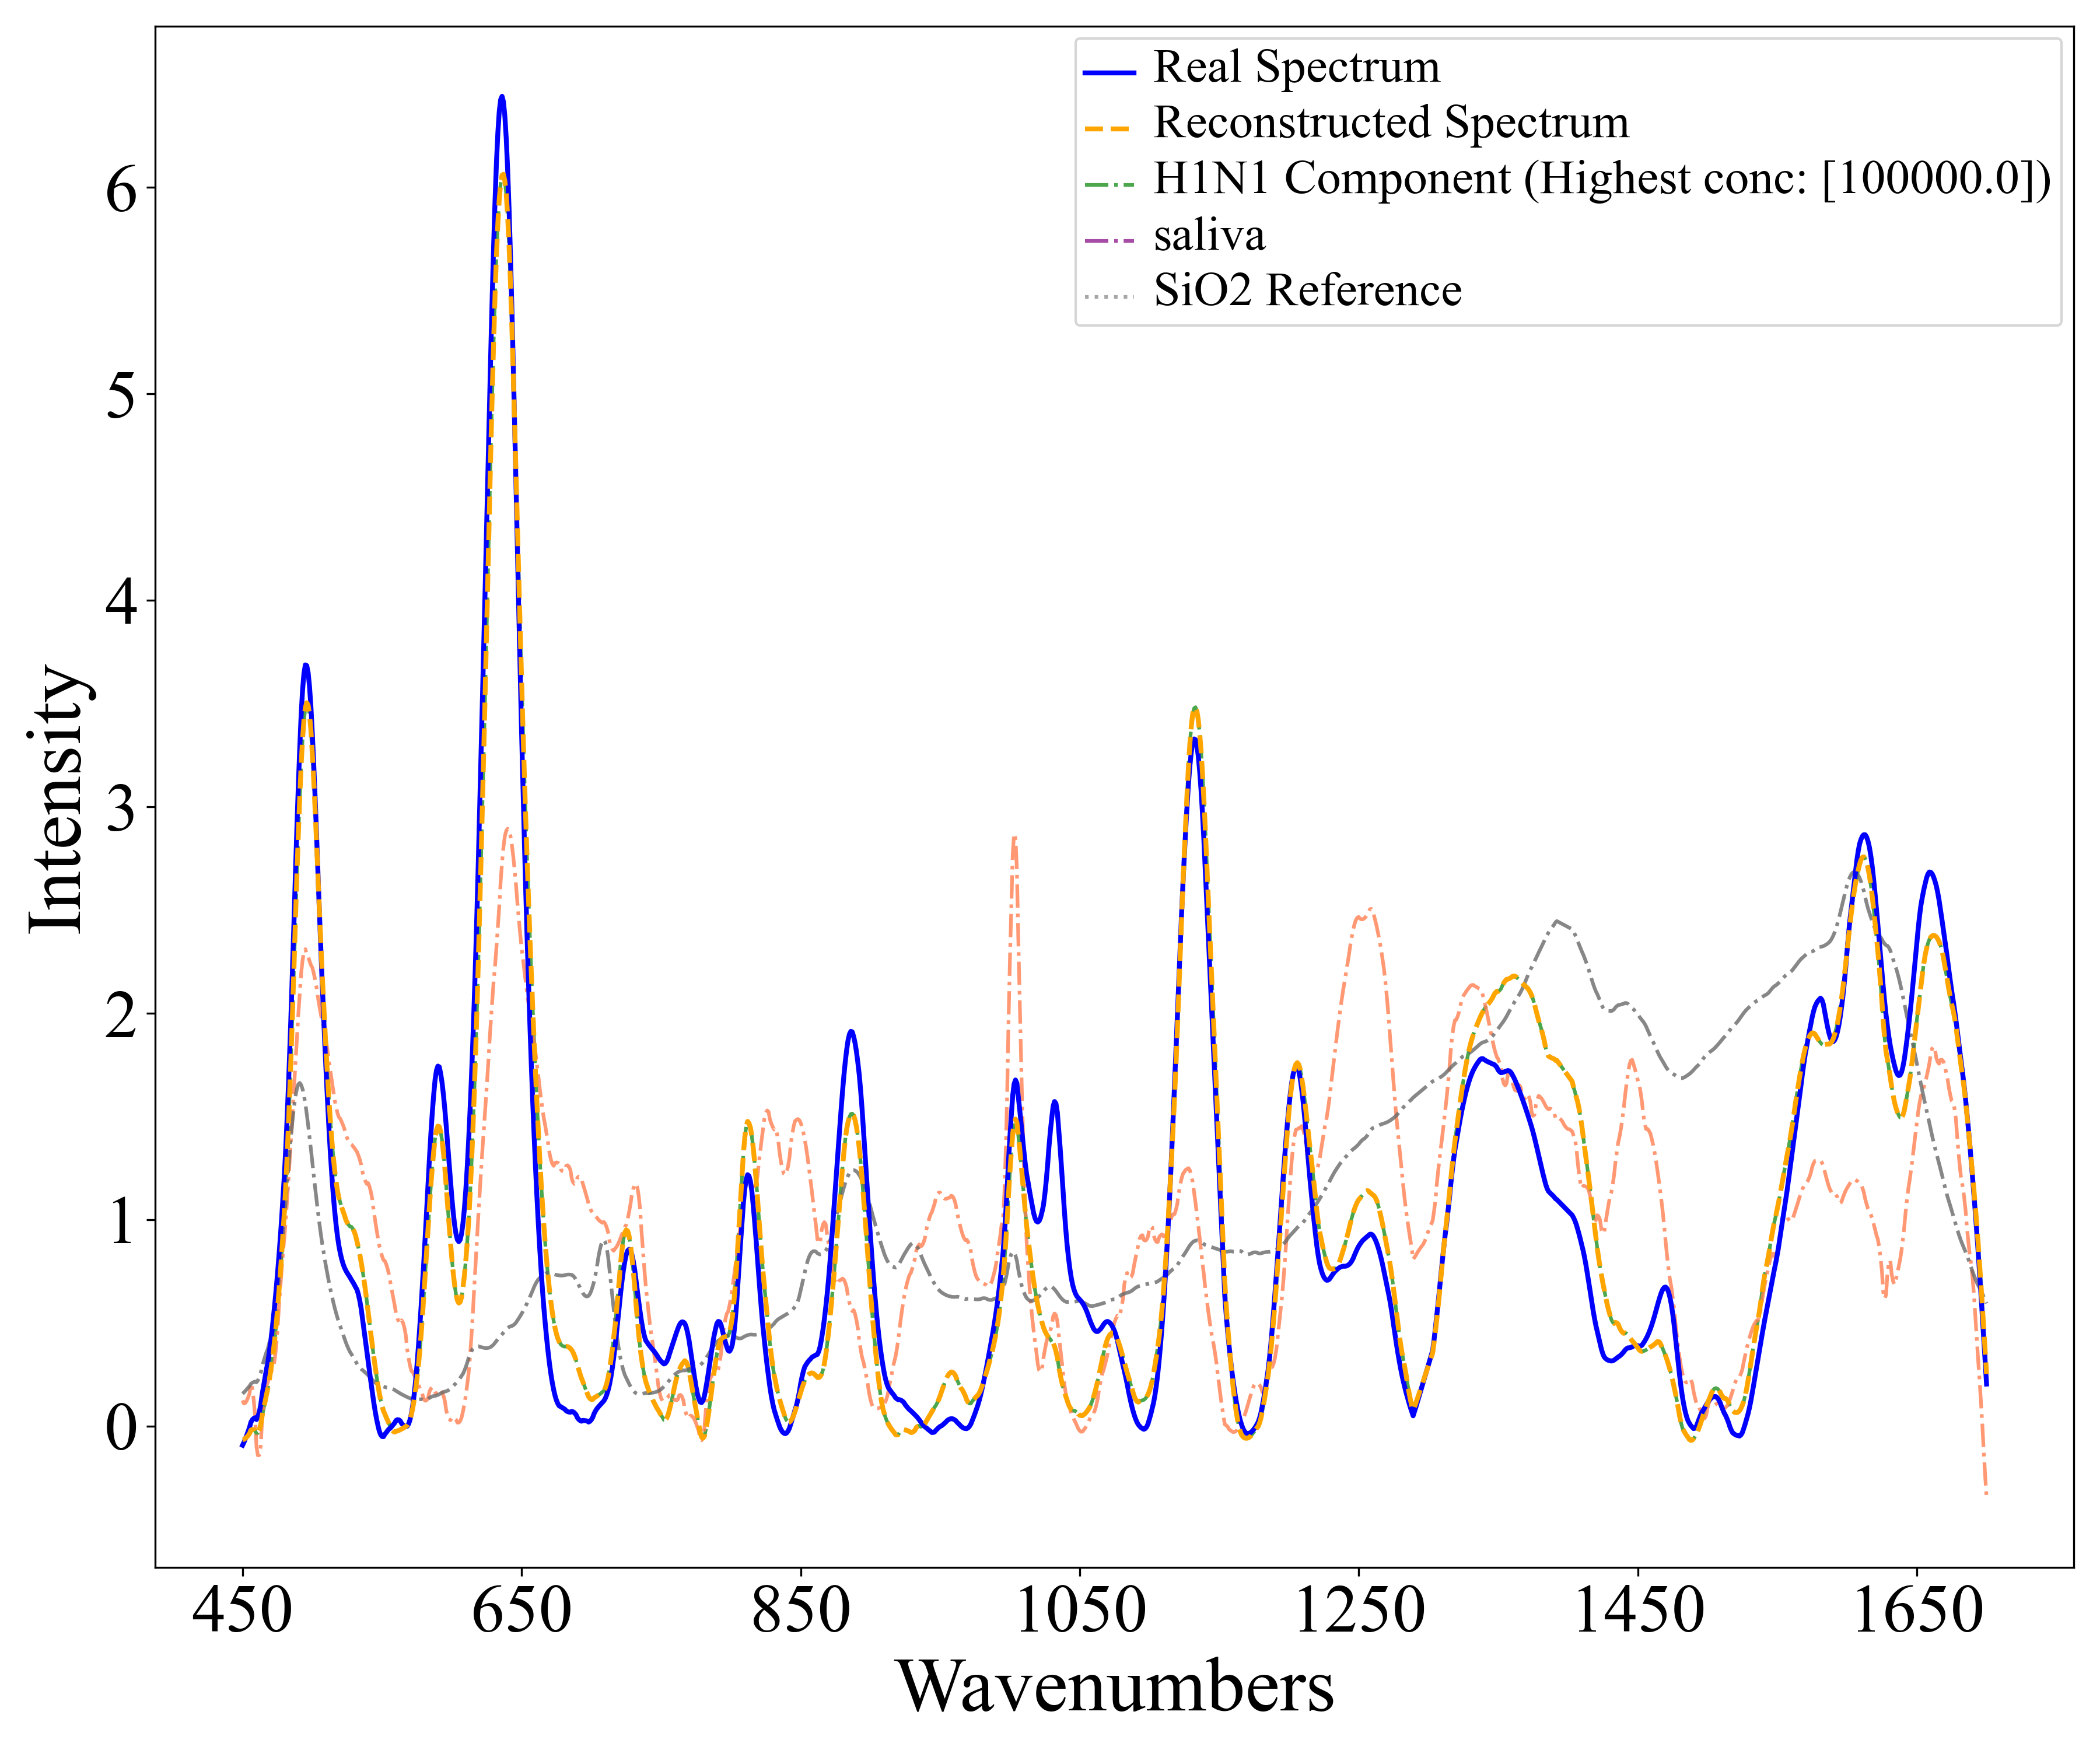 Real Spectrum
Reconstructed Spectrum
H1N1 Component (Highest conc: [100000.0])
saliva
SiO2 Reference
6
5
4
3
2
1
0
Intensity
450 650 850 1050 1250 1450 1650
Wavenumbers